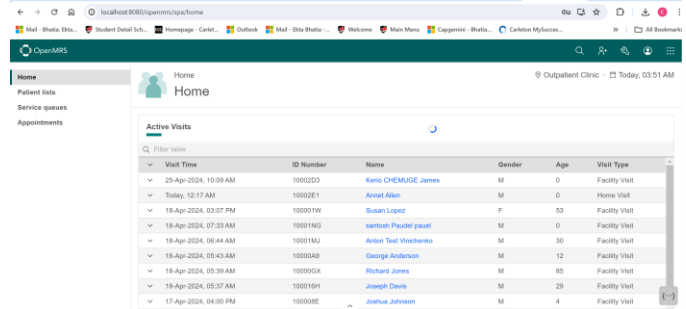 localhost:8080/openmrs/spa/home
Mail - Bhatia, Ekta... Student Detail Sch... Homepage - Carlet... Outlook Mail - Ekta Bhatia -... Welcome Main Menu Capgemini - Bhatia... Carleton MySucces... » All Bookmarks
OpenMRS
Home
Patient lists
Service queues
Appointments
Home
Home
Outpatient Clinic · Today, 03:51 AM
Active Visits
Filter table
Visit Time ID Number Name Gender Age Visit Type
25-Apr-2024, 10:09 AM 10002D3 Kerio CHEMUGE James M 0 Facility Visit
Today, 12:17 AM 10002E1 Annet Allen M 0 Home Visit
18-Apr-2024, 03:07 PM 100001W Susan Lopez F 53 Facility Visit
18-Apr-2024, 07:33 AM 10001NG santosh Paudel pauel M 0 Facility Visit
18-Apr-2024, 06:44 AM 10001MJ Anton Test Vinichenko M 30 Facility Visit
18-Apr-2024, 05:43 AM 10000A9 George Anderson M 12 Facility Visit
18-Apr-2024, 05:39 AM 10000GX Richard Jones M 85 Facility Visit
18-Apr-2024, 05:37 AM 100016H Joseph Davis M 29 Facility Visit
17-Apr-2024, 04:00 PM 100008E Joshua Johnson M 4 Facility Visit